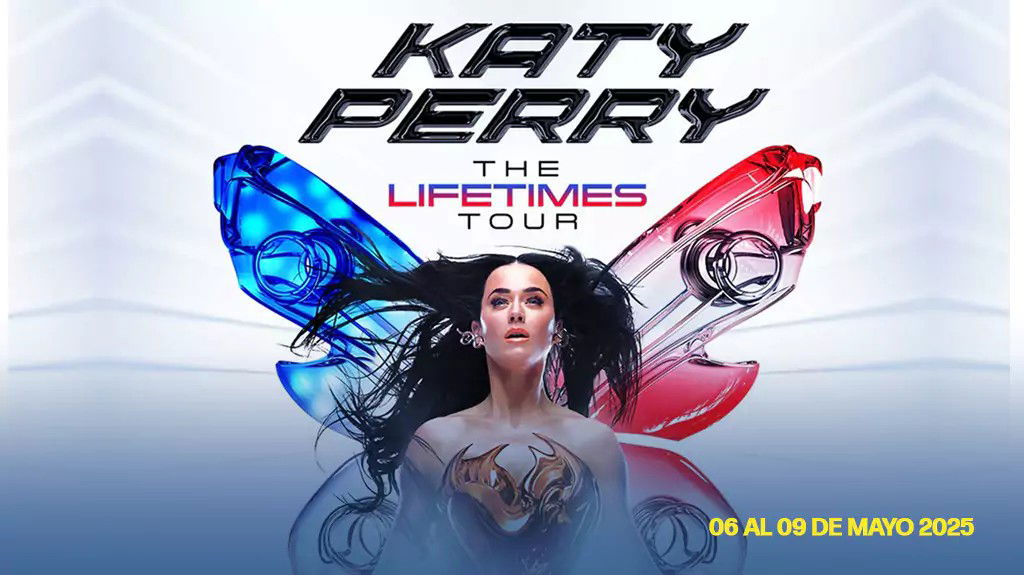 KATY
PERRY
THE
LIFETIMES
TOUR
06 AL 09 DE MAYO 2025